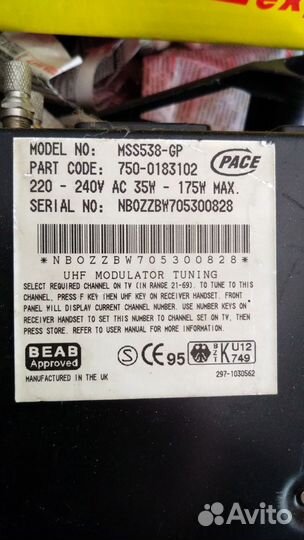 ex
MODEL NO: MSS538-GP
PART CODE: 750-0183102
PACE
220 - 240V AC 35W - 175W MAX.
SERIAL NO: NBOZZBW705300828
*NBOZZBW705300828*
UHF MODULATOR TUNING
SELECT REQUIRED CHANNEL ON TV (IN RANGE 21-69). TO TUNE TO THIS
CHANNEL, PRESS F KEY THEN UHF KEY ON RECEIVER HANDSET. FRONT
PANEL WILL DISPLAY CURRENT CHANNEL NUMBER. USE NUMBER KEYS ON
RECEIVER HANDSET TO SET THIS NUMBER TO CHANNEL SET ON TV, THEN
PRESS STORE. REFER TO USER MANUAL FOR MORE INFORMATION.
BEAB
Approved
S CE 95 BZT K U12
749
MANUFACTURED IN THE UK
297-1030562
Avito